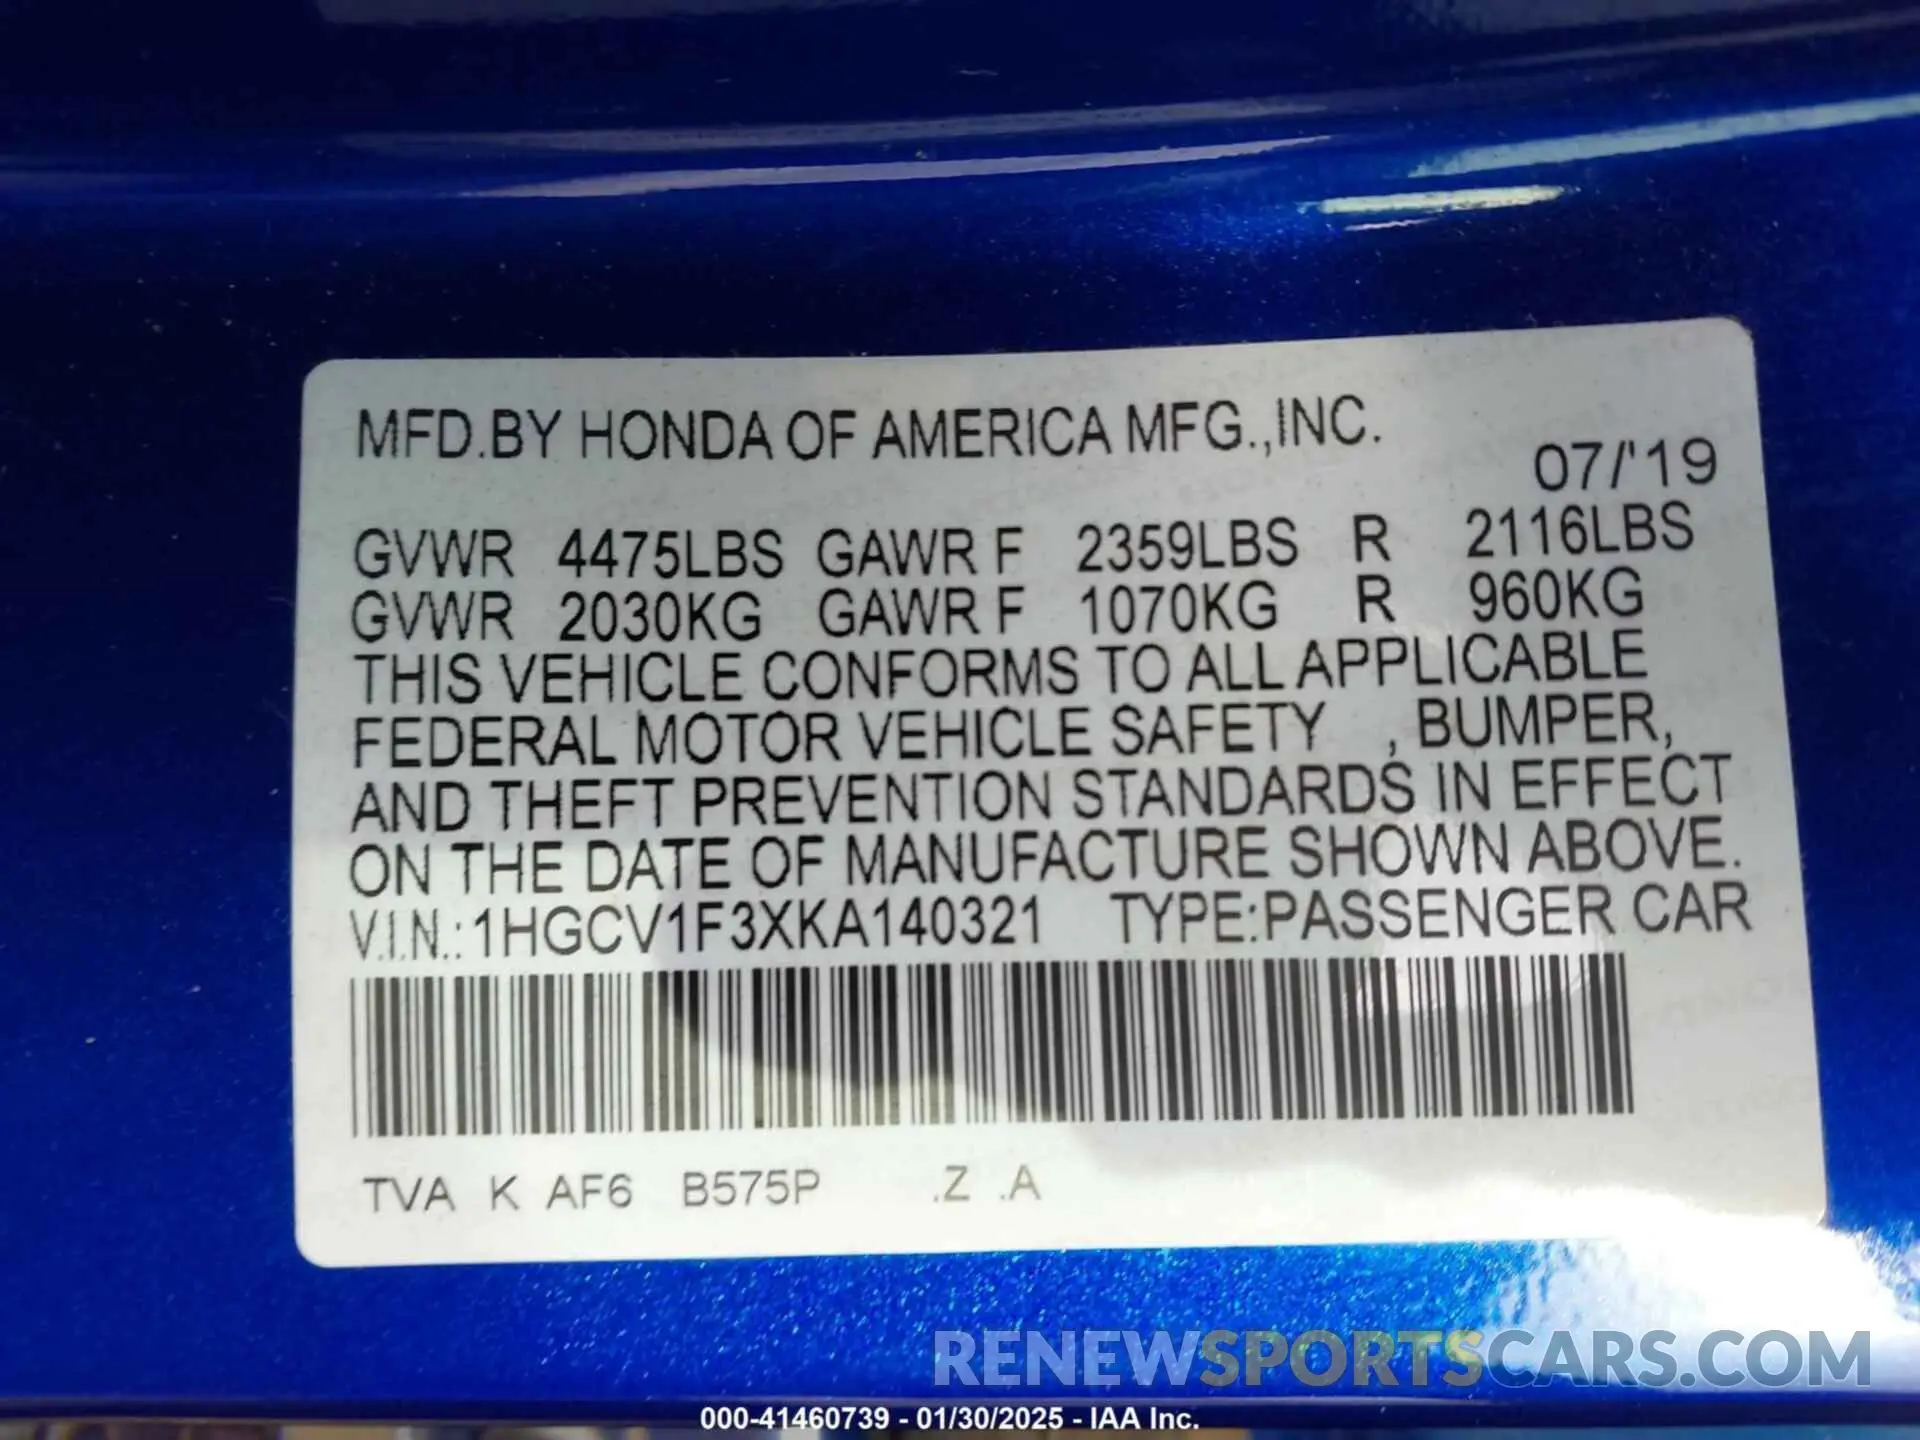 MFD.BY HONDA OF AMERICA MFG.,INC.
07/'19
GVWR 4475LBS GAWR F 2359LBS R 2116LBS
GVWR 2030KG GAWR F 1070KG R 960KG
THIS VEHICLE CONFORMS TO ALL APPLICABLE
FEDERAL MOTOR VEHICLE SAFETY , BUMPER,
AND THEFT PREVENTION STANDARDS IN EFFECT
ON THE DATE OF MANUFACTURE SHOWN ABOVE.
V.I.N.:1HGCV1F3XKA140321 TYPE:PASSENGER CAR
TVA K AF6 B575P .Z .A
RENEWSPORTSCARS.COM
000-41460739 - 01/30/2025 - IAA Inc.